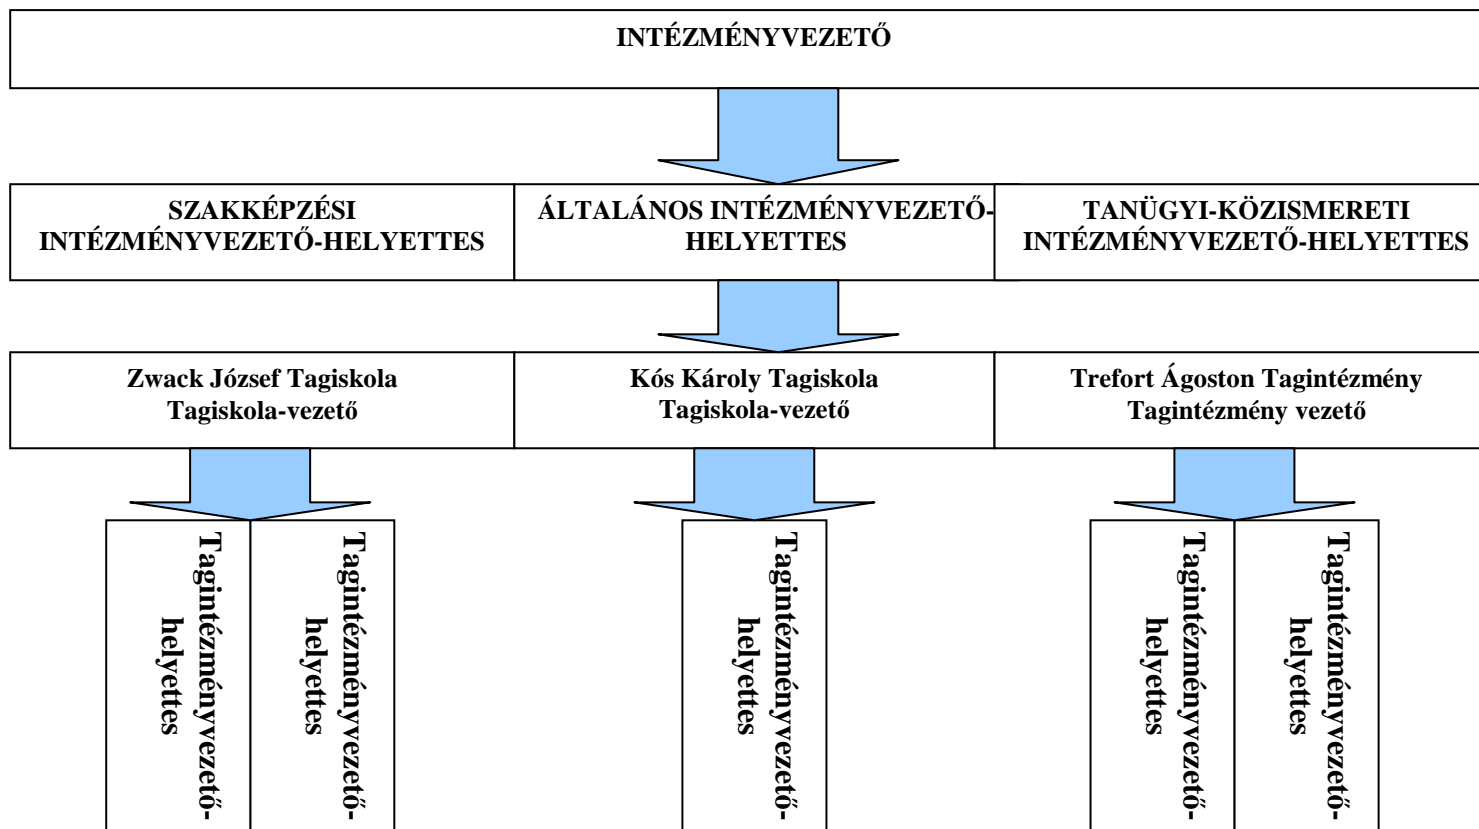 INTÉZMÉNYVEZETŐ
SZAKKÉPZÉSI
INTÉZMÉNYVEZETŐ-HELYETTES
ÁLTALÁNOS INTÉZMÉNYVEZETŐ-
HELYETTES
TANÜGYI-KÖZISMERETI
INTÉZMÉNYVEZETŐ-HELYETTES
Zwack József Tagiskola
Tagiskola-vezető
Kós Károly Tagiskola
Tagiskola-vezető
Trefort Ágoston Tagintézmény
Tagintézmény vezető
Tagintézményvezető-
helyettes
Tagintézményvezető-
helyettes
Tagintézményvezető-
helyettes
Tagintézményvezető-
helyettes
Tagintézményvezető-
helyettes